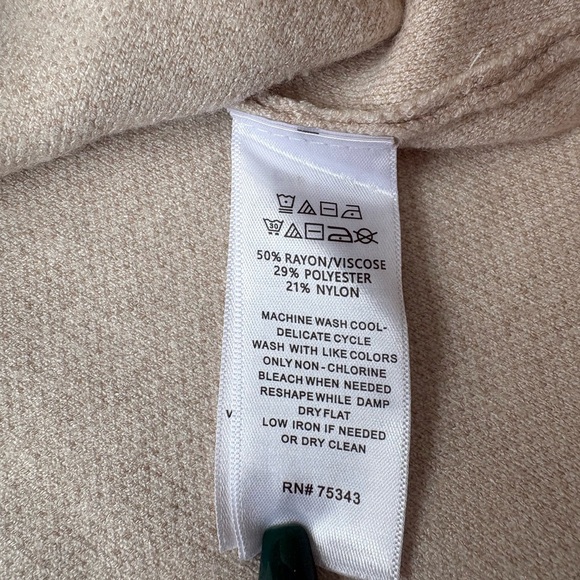 30
50% RAYON/VISCOSE
29% POLYESTER
21% NYLON
MACHINE WASH COOL-
DELICATE CYCLE
WASH WITH LIKE COLORS
ONLY NON-CHLORINE
BLEACH WHEN NEEDED
RESHAPE WHILE DAMP
DRY FLAT
LOW IRON IF NEEDED
OR DRY CLEAN
RN# 75343